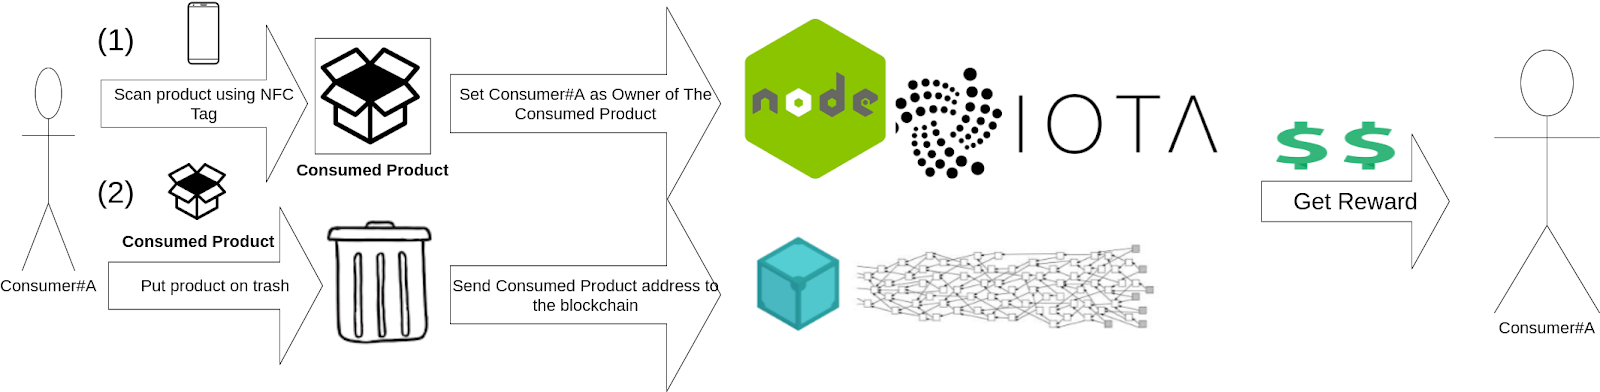 (1)
Scan product using NFC
Tag
Consumed Product
Set Consumer#A as Owner of The
Consumed Product
node
IOTA
$ $
Get Reward
Consumer#A
(2)
Consumed Product
Put product on trash
Send Consumed Product address to
the blockchain
Consumer#A